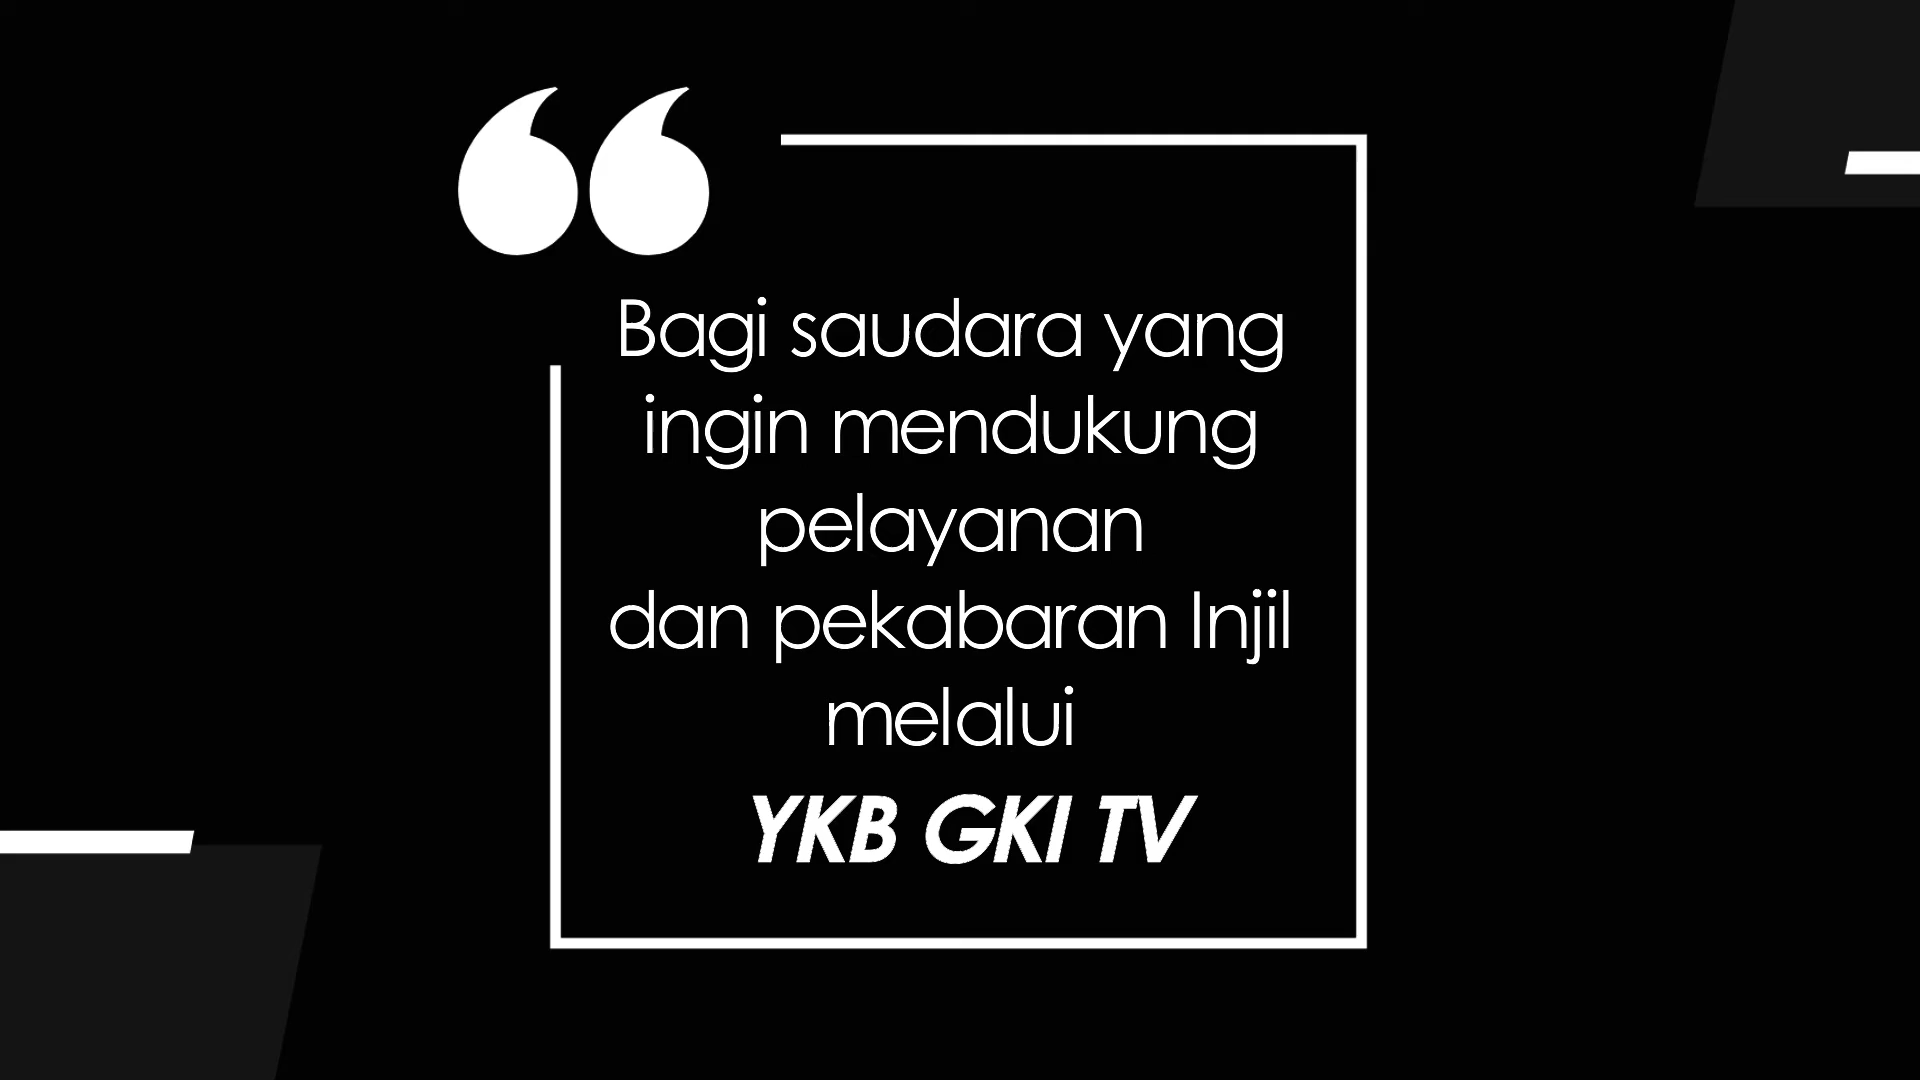 Bagi saudara yang
ingin mendukung
pelayanan
dan pekabaran Injil
melalui
YKB GKI TV